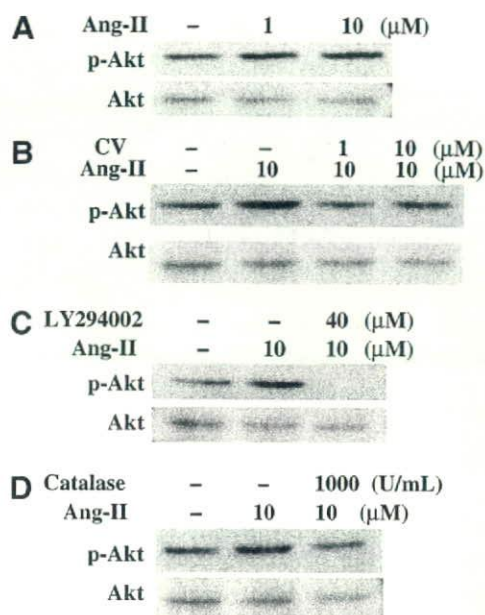 A Ang-II – 1 10 (μM)
p-Akt
Akt
B CV – – 1 10 (μM)
Ang-II – 10 10 10 (μM)
p-Akt
Akt
C LY294002 – – 40 (μM)
Ang-II – 10 10 (μM)
p-Akt
Akt
D Catalase – – 1000 (U/mL)
Ang-II – 10 10 (μM)
p-Akt
Akt